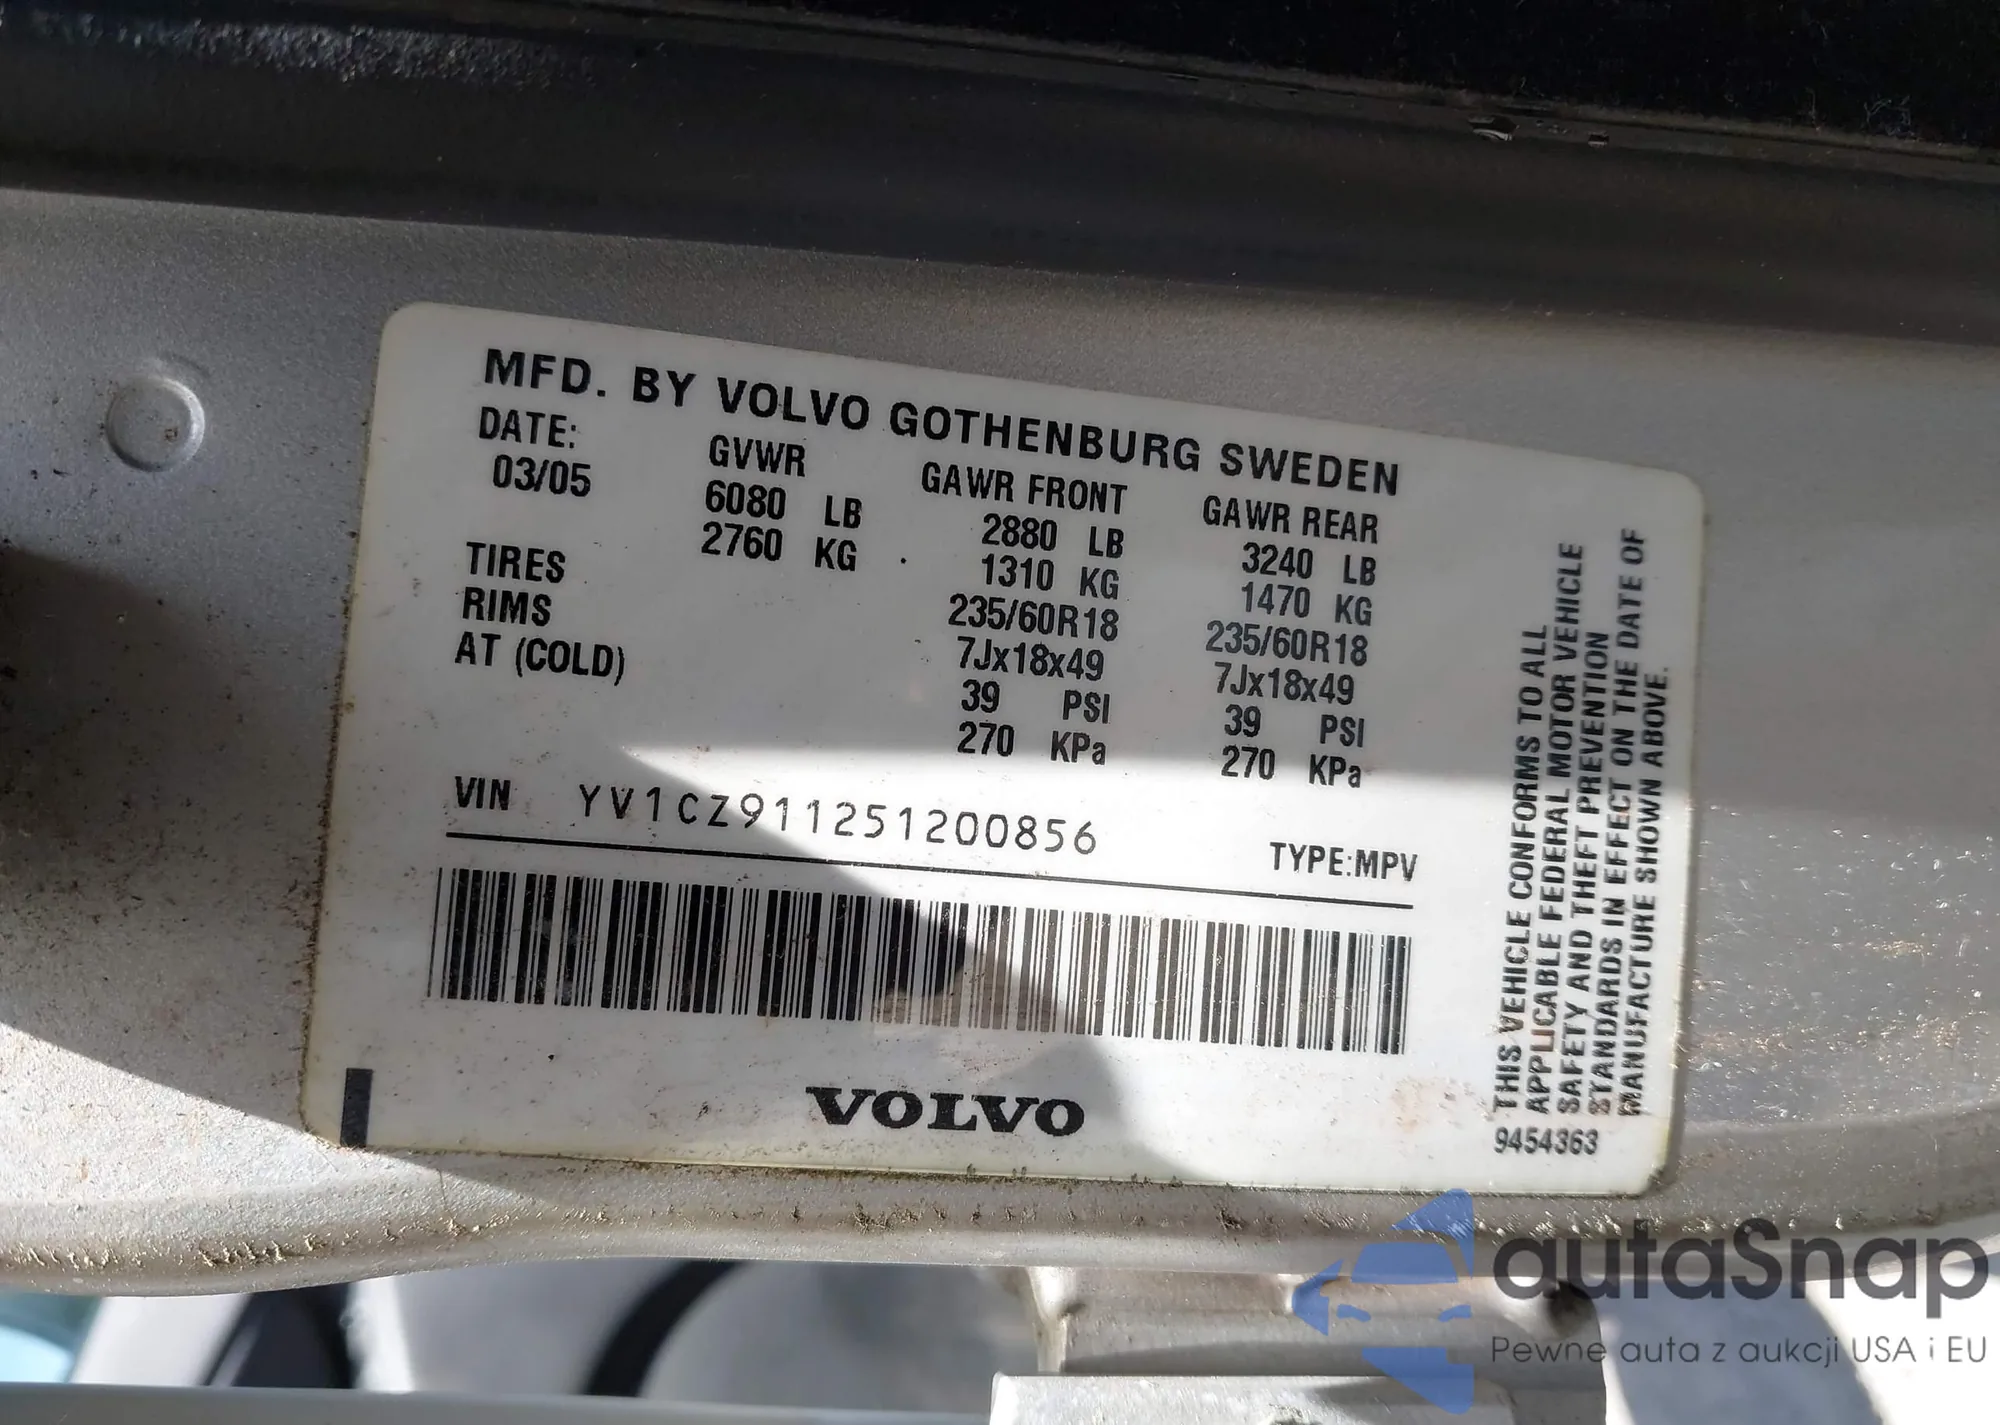 MFD. BY VOLVO GOTHENBURG SWEDEN
DATE: GVWR GAWR FRONT GAWR REAR
03/05 6080 LB 2880 LB 3240 LB
2760 KG 1310 KG 1470 KG
TIRES 235/60R18 235/60R18
RIMS 7Jx18x49 7Jx18x49
AT (COLD) 39 PSI 39 PSI
270 KPa 270 KPa
VIN YV1CZ911251200856 TYPE:MPV
VOLVO
THIS VEHICLE CONFORMS TO ALL
APPLICABLE FEDERAL MOTOR VEHICLE
SAFETY AND THEFT PREVENTION
STANDARDS IN EFFECT ON THE DATE OF
MANUFACTURE SHOWN ABOVE.
9454363
autaSnap
Pewne auta z aukcji USA i EU